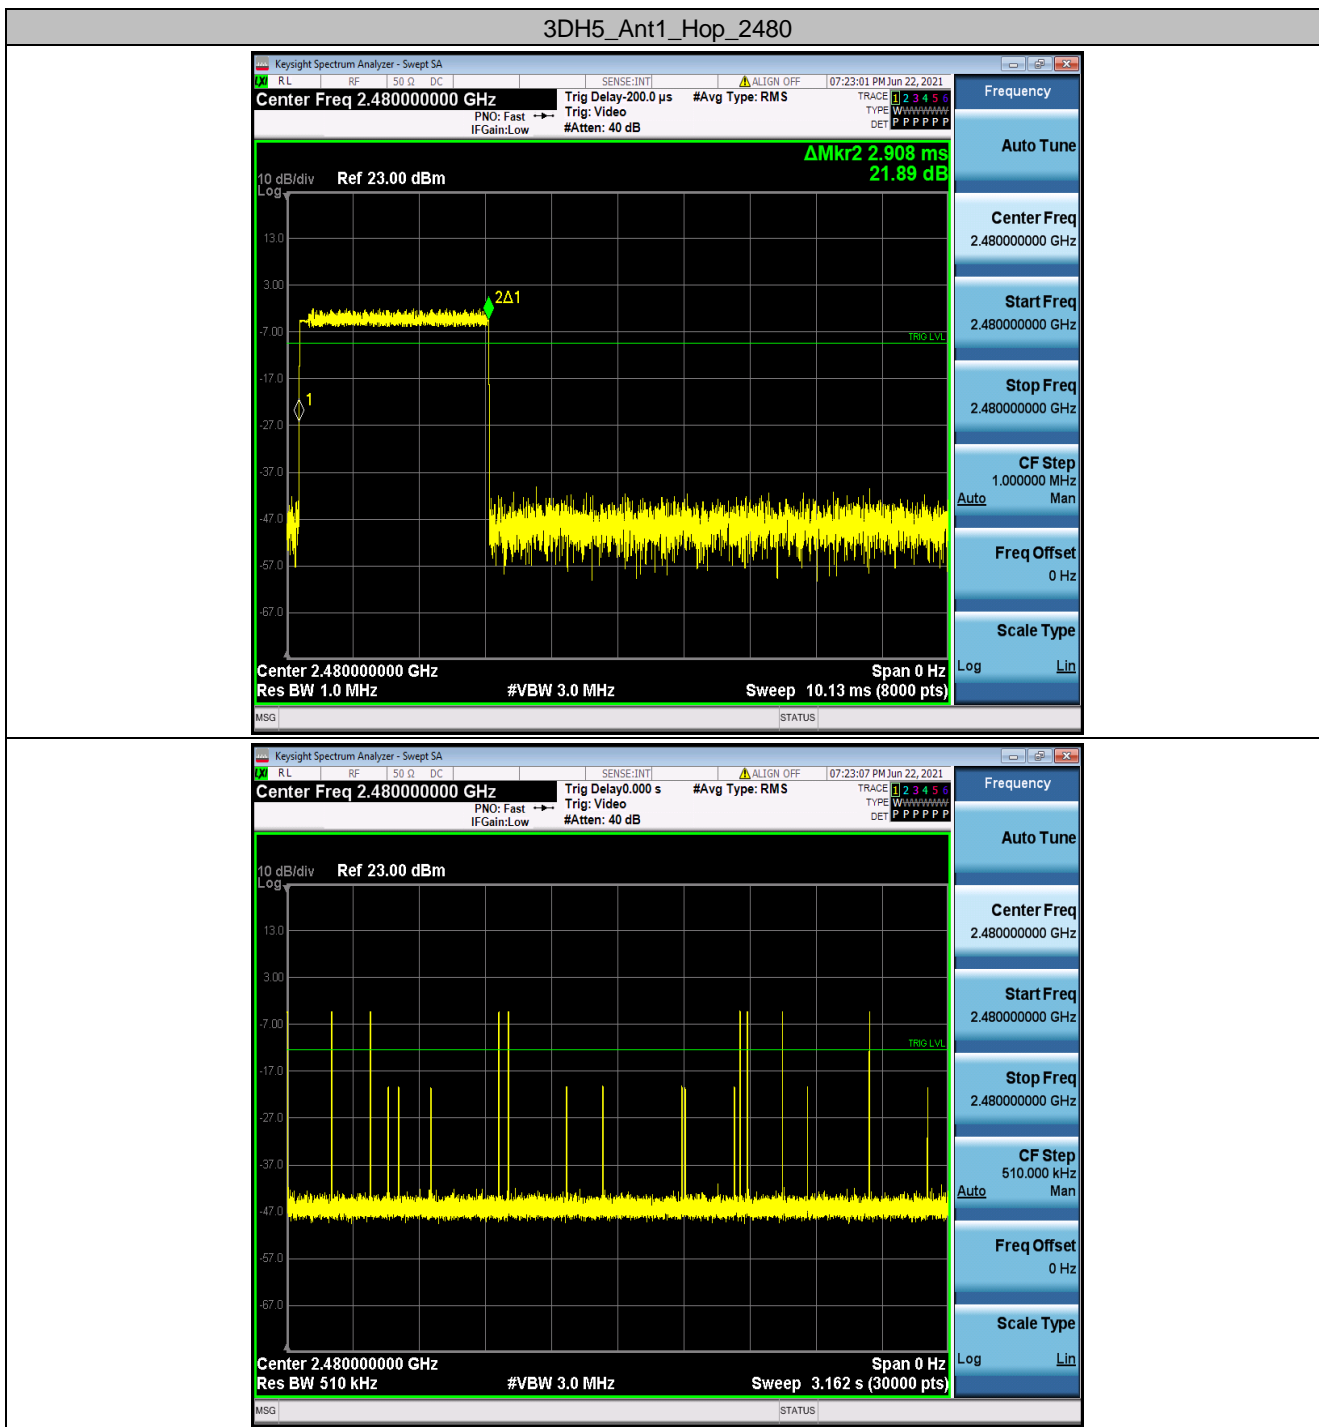 3DH5_Ant1_Hop_2480
Keysight Spectrum Analyzer - Swept SA
LXI RL RF 50 Ω DC SENSE:INT ALIGN OFF 07:23:01 PM Jun 22, 2021
Center Freq 2.480000000 GHz Trig Delay-200.0 µs #Avg Type: RMS TRACE 1 2 3 4 5 6
PNO: Fast Trig: Video TYPE WWWWWW
IFGain:Low #Atten: 40 dB DET P P P P P P
ΔMkr2 2.908 ms
21.89 dB
10 dB/div Ref 23.00 dBm
Log
13.0
3.00
-7.00
-17.0
-27.0
-37.0
-47.0
-57.0
-67.0
2Δ1
TRIG LVL
1
Center 2.480000000 GHz Span 0 Hz
Res BW 1.0 MHz #VBW 3.0 MHz Sweep 10.13 ms (8000 pts)
MSG STATUS
Frequency
Auto Tune
Center Freq
2.480000000 GHz
Start Freq
2.480000000 GHz
Stop Freq
2.480000000 GHz
CF Step
1.000000 MHz
Auto Man
Freq Offset
0 Hz
Scale Type
Log Lin
Keysight Spectrum Analyzer - Swept SA
LXI RL RF 50 Ω DC SENSE:INT ALIGN OFF 07:23:07 PM Jun 22, 2021
Center Freq 2.480000000 GHz Trig Delay0.000 s #Avg Type: RMS TRACE 1 2 3 4 5 6
PNO: Fast Trig: Video TYPE WWWWWW
IFGain:Low #Atten: 40 dB DET P P P P P P
10 dB/div Ref 23.00 dBm
Log
13.0
3.00
-7.00
-17.0
-27.0
-37.0
-47.0
-57.0
-67.0
TRIG LVL
Center 2.480000000 GHz Span 0 Hz
Res BW 510 kHz #VBW 3.0 MHz Sweep 3.162 s (30000 pts)
MSG STATUS
Frequency
Auto Tune
Center Freq
2.480000000 GHz
Start Freq
2.480000000 GHz
Stop Freq
2.480000000 GHz
CF Step
510.000 kHz
Auto Man
Freq Offset
0 Hz
Scale Type
Log Lin